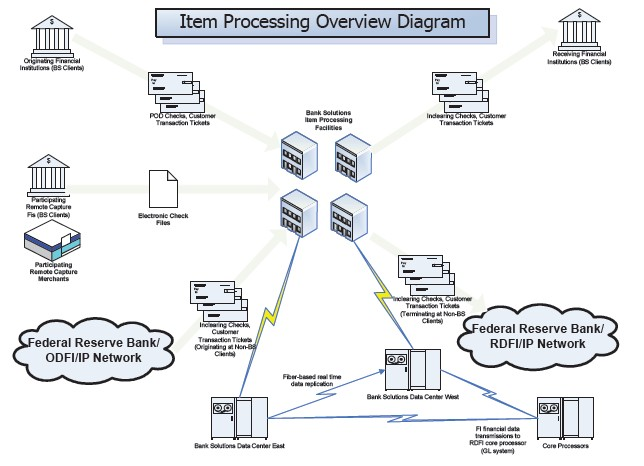 Item Processing Overview Diagram
Originating Financial
Institutions (BS Clients)
Receiving Financial
Institutions (BS Clients)
POD Checks, Customer
Transaction Tickets
Bank Solutions
Item Processing
Facilities
Inclearing Checks, Customer
Transaction Tickets
Participating
Remote Capture
Fis (BS Clients)
Electronic Check
Files
Participating
Remote Capture
Merchants
Inclearing Checks,
Customer
Transaction Tickets
(Originating at Non-BS
Clients)
Inclearing Checks, Customer
Transaction Tickets
(Terminating at Non-BS
Clients)
Federal Reserve Bank/
ODFI/IP Network
Federal Reserve Bank/
RDFI/IP Network
Fiber-based real time
data replication
Bank Solutions Data Center West
Bank Solutions Data Center East
FI financial data
transmissions to
RDFI core processor
(GL system)
Core Processors